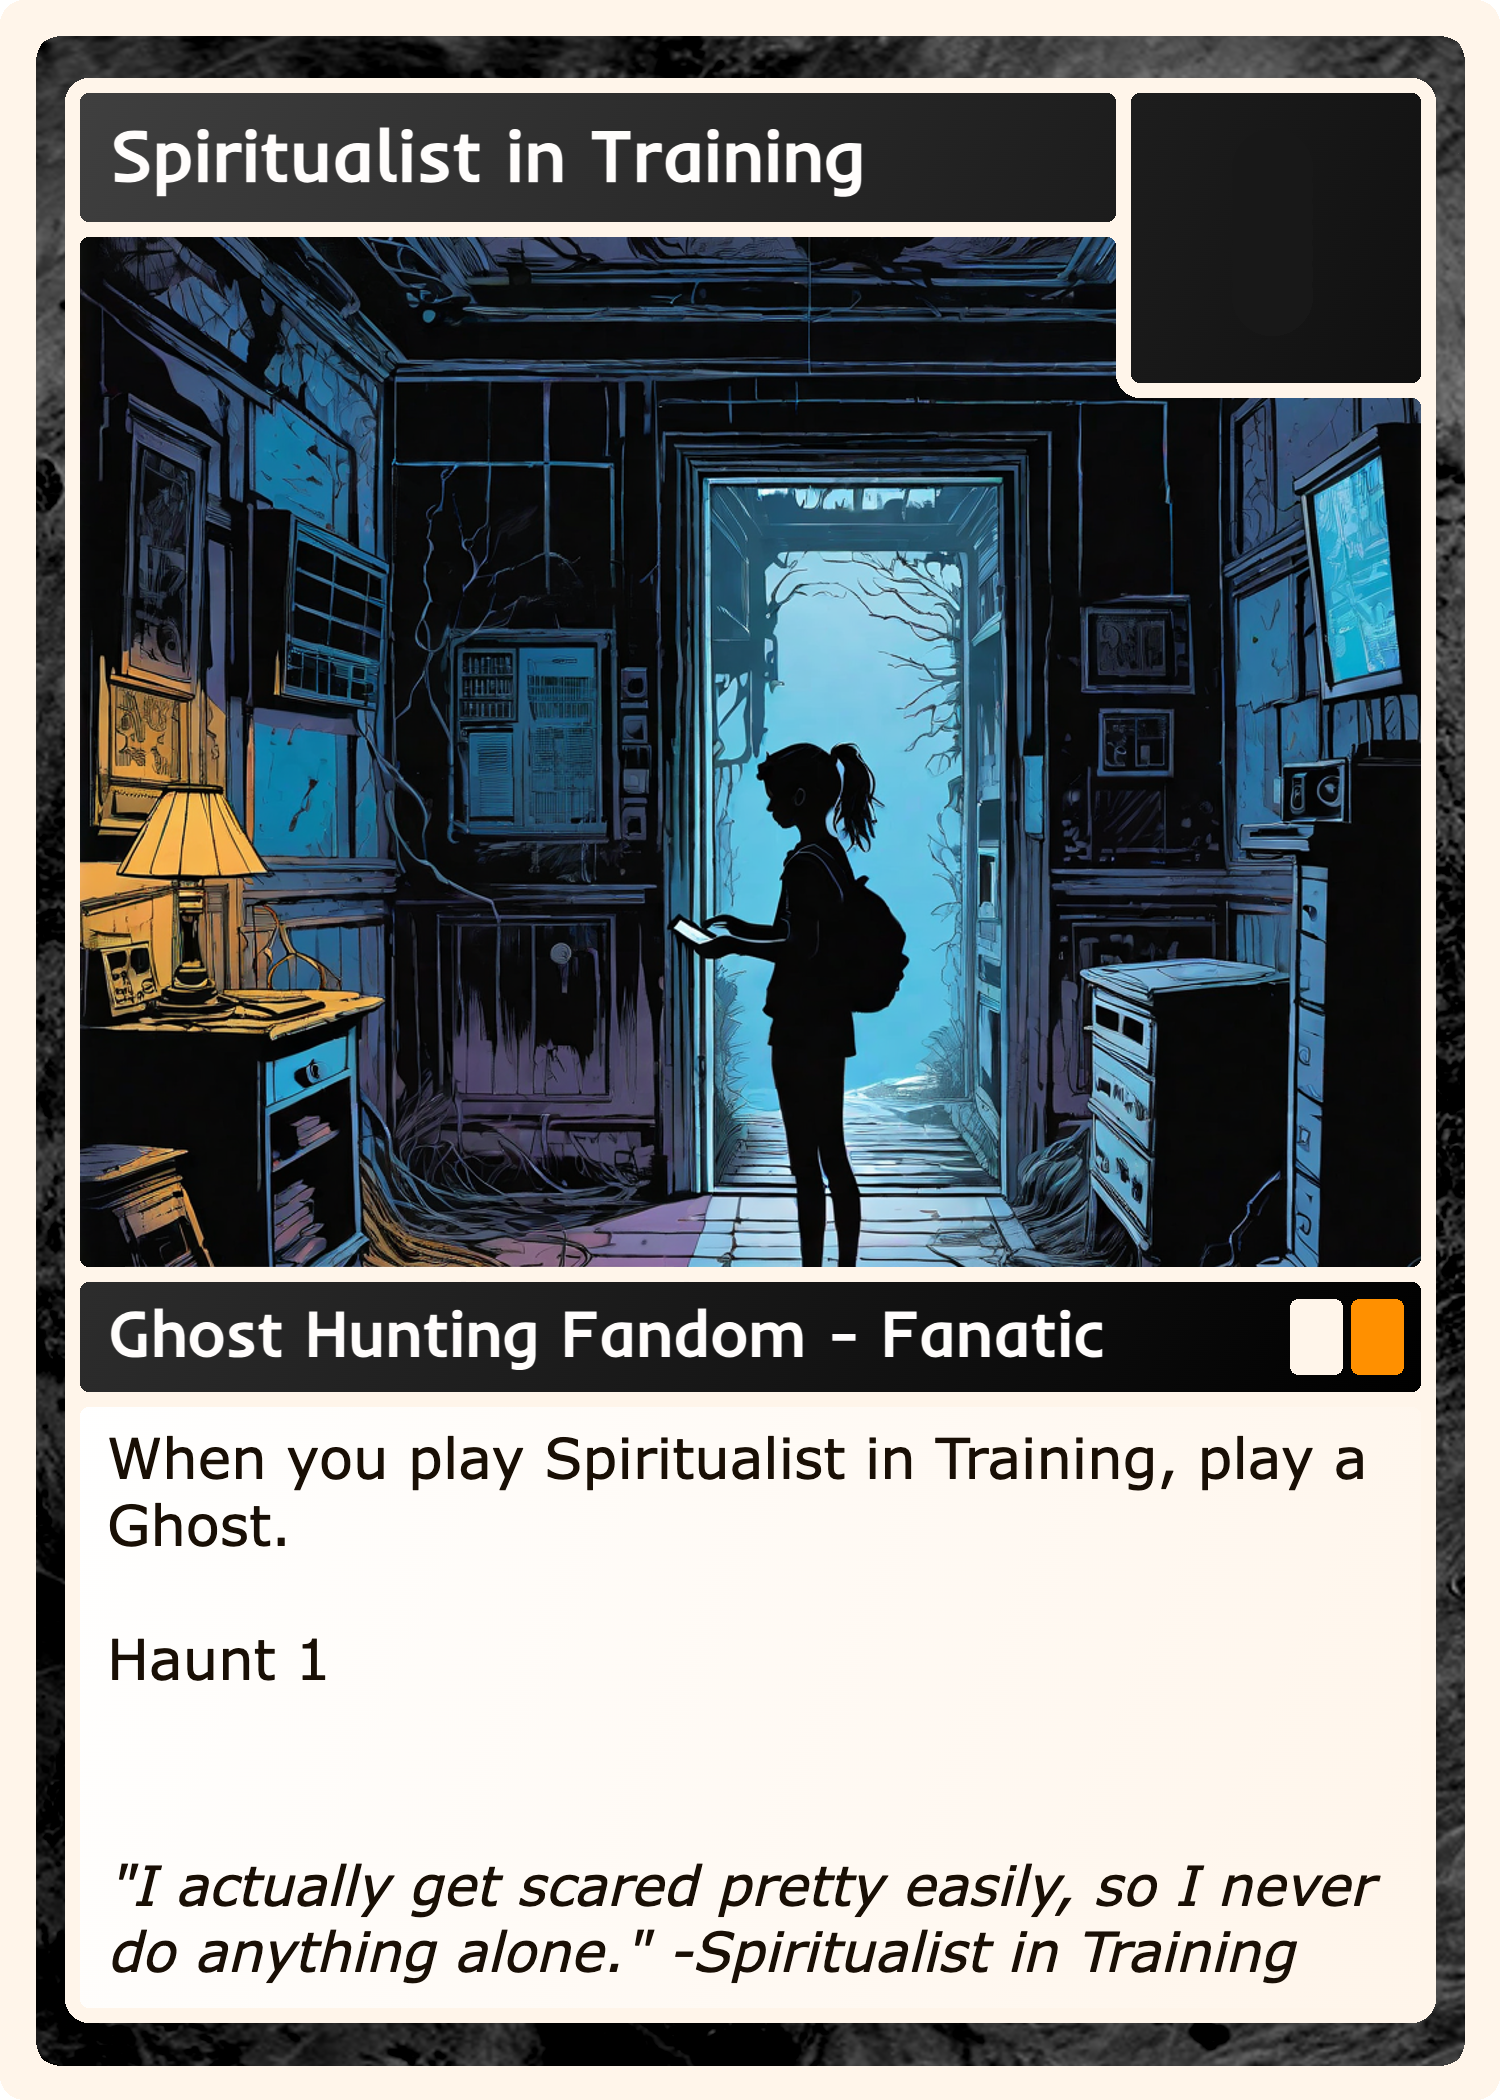 Spiritualist in Training
Ghost Hunting Fandom - Fanatic
When you play Spiritualist in Training, play a
Ghost.
Haunt 1
"I actually get scared pretty easily, so I never
do anything alone." -Spiritualist in Training